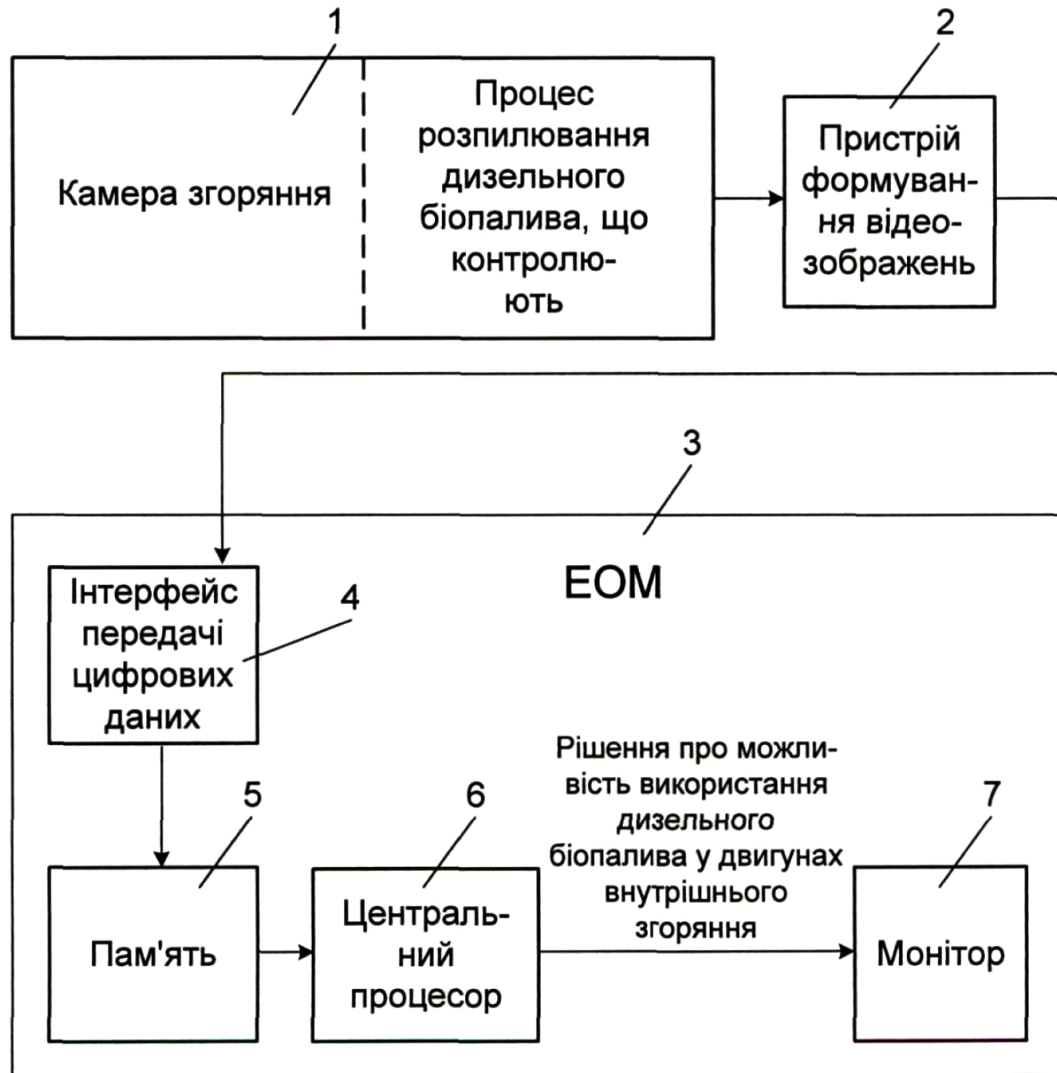 1
2
Камера згоряння
Процес
розпилювання
дизельного
біопалива, що
контролю-
ють
Пристрій
формуван-
ня відео-
зображень
3
ЕОМ
Інтерфейс
передачі
цифрових
даних
4
5
Пам'ять
6
Централь-
ний
процесор
Рішення про можли-
вість використання
дизельного
біопалива у двигунах
внутрішнього
згоряння
7
Монітор